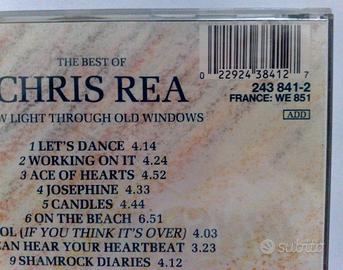 THE BEST OF
CHRIS REA
W LIGHT THROUGH OLD WINDOWS
0 22924 38412 7
243 841-2
FRANCE: WE 851
ADD
1 LET'S DANCE 4.14
2 WORKING ON IT 4.24
3 ACE OF HEARTS 4.52
4 JOSEPHINE 4.33
5 CANDLES 4.44
6 ON THE BEACH 6.51
OL (IF YOU THINK IT'S OVER) 4.03
EAN HEAR YOUR HEARTBEAT 3.23
9 SHAMROCK DIARIES 4.12
subito